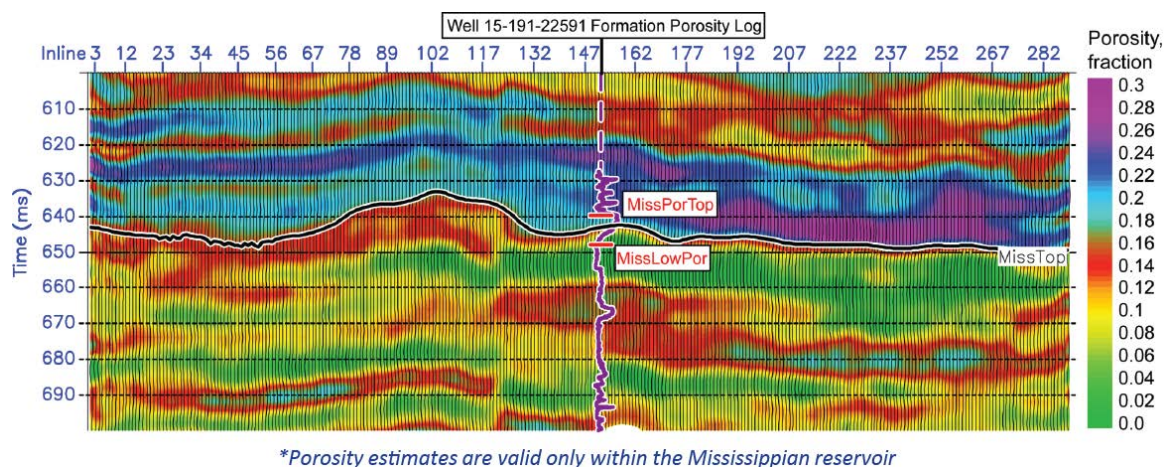 Well 15-191-22591 Formation Porosity Log
Inline 3 12 23 34 45 56 67 78 89 102 117 132 147 162 177 192 207 222 237 252 267 282
Porosity,
fraction
0.3
0.28
0.26
0.24
0.22
0.2
0.18
0.16
0.14
0.12
0.1
0.08
0.06
0.04
0.02
0.0
Time (ms)
610
620
630
640
650
660
670
680
690
MissPorTop
MissLowPor
MissTop
*Porosity estimates are valid only within the Mississippian reservoir